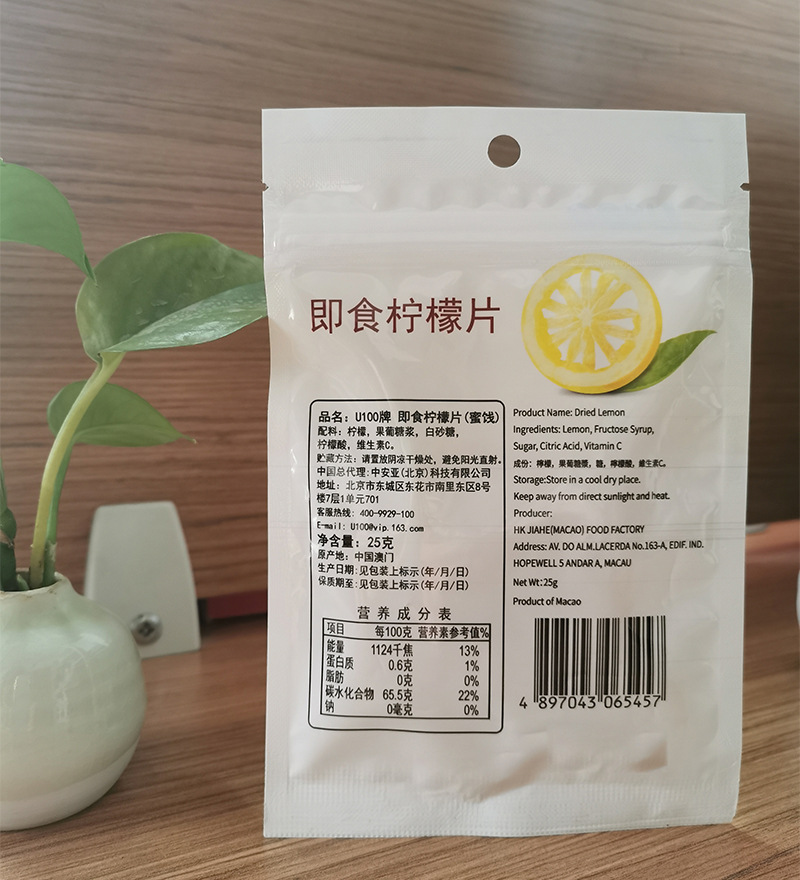 即食柠檬片
品名：U100牌 即食柠檬片(蜜饯)
配料：柠檬，果葡糖浆，白砂糖，
柠檬酸，维生素C。
贮藏方法：请置放阴凉干燥处，避免阳光直射。
中国总代理：中安亚(北京)科技有限公司
地址：北京市东城区东花市南里东区8号
楼7层1单元701
客服热线：400-9929-100
E-mail: U100@vip.163.com
净含量：25克
原产地：中国澳门
生产日期：见包装上标示(年/月/日)
保质期至：见包装上标示(年/月/日)
营养成分表
项目 每100克 营养素参考值%
能量 1124千焦 13%
蛋白质 0.6克 1%
脂肪 0克 0%
碳水化合物 65.5克 22%
钠 0毫克 0%
Product Name: Dried Lemon
Ingredients: Lemon, Fructose Syrup,
Sugar, Citric Acid, Vitamin C
成份：檸檬，果葡糖漿，糖，檸檬酸，維生素C。
Storage:Store in a cool dry place.
Keep away from direct sunlight and heat.
Producer:
HK JIAHE(MACAO) FOOD FACTORY
Address: AV. DO ALM.LACERDA No.163-A, EDIF. IND.
HOPEWELL 5 ANDAR A, MACAU
Net Wt:25g
Product of Macao
4 897043 065457